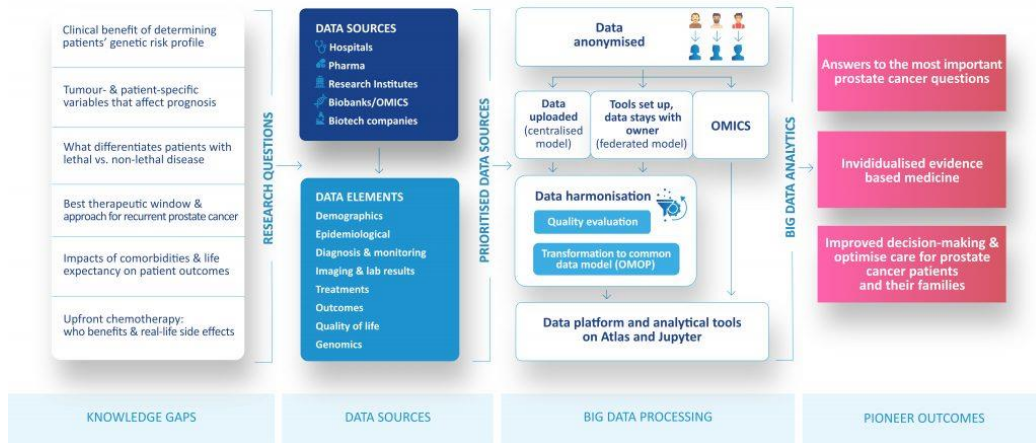 Clinical benefit of determining
patients' genetic risk profile
Tumour- & patient-specific
variables that affect prognosis
What differentiates patients with
lethal vs. non-lethal disease
Best therapeutic window &
approach for recurrent prostate cancer
Impacts of comorbidities & life
expectancy on patient outcomes
Upfront chemotherapy:
who benefits & real-life side effects
RESEARCH QUESTIONS
DATA SOURCES
Hospitals
Pharma
Research Institutes
Biobanks/OMICS
Biotech companies
DATA ELEMENTS
Demographics
Epidemiological
Diagnosis & monitoring
Imaging & lab results
Treatments
Outcomes
Quality of life
Genomics
PRIORITISED DATA SOURCES
Data
anonymised
Data
uploaded
(centralised
model)
Tools set up,
data stays with
owner
(federated model)
OMICS
Data harmonisation
Quality evaluation
Transformation to common
data model (OMOP)
Data platform and analytical tools
on Atlas and Jupyter
BIG DATA ANALYTICS
Answers to the most important
prostate cancer questions
Invididualised evidence
based medicine
Improved decision-making &
optimise care for prostate
cancer patients
and their families
KNOWLEDGE GAPS
DATA SOURCES
BIG DATA PROCESSING
PIONEER OUTCOMES